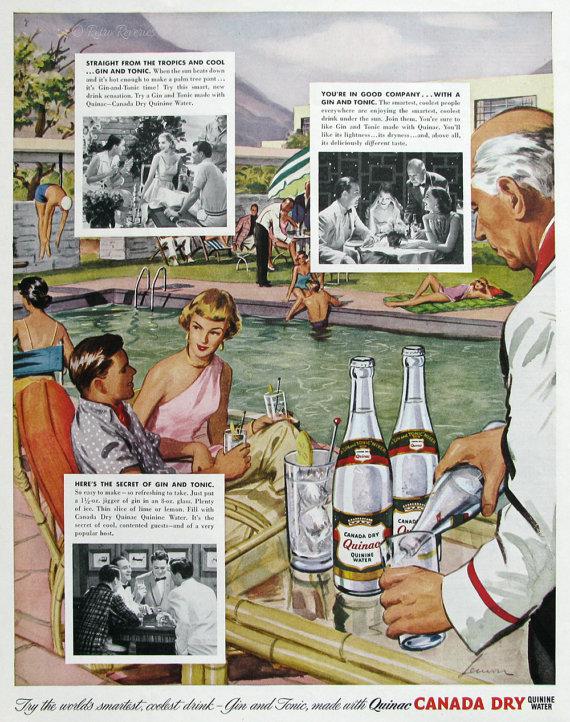 © Retro Reveries
STRAIGHT FROM THE TROPICS AND COOL
...GIN AND TONIC. When the sun beats down
and it's hot enough to make a palm tree pant...
it's Gin-and-Tonic time! Try this smart, new
drink sensation. Try a Gin and Tonic made with
Quinac—Canada Dry Quinine Water.
YOU'RE IN GOOD COMPANY...WITH A
GIN AND TONIC. The smartest, coolest people
everywhere are enjoying the smartest, coolest
drink under the sun. Join them. You're sure to
like Gin and Tonic made with Quinac. You'll
like its lightness...its dryness...and, above all,
its deliciously different taste.
HERE'S THE SECRET OF GIN AND TONIC.
So easy to make—so refreshing to take. Just put
a 1½-oz. jigger of gin in an 8-oz. glass. Plenty
of ice. Thin slice of lime or lemon. Fill with
Canada Dry Quinac Quinine Water. It's the
secret of cool, contented guests—and of a very
popular host.
Quinac
CANADA DRY
Quinac
QUININE
WATER
Quinac
CANADA
Quinac
QUININE
WATER
Try the world's smartest, coolest drink – Gin and Tonic, made with Quinac CANADA DRY QUININE WATER